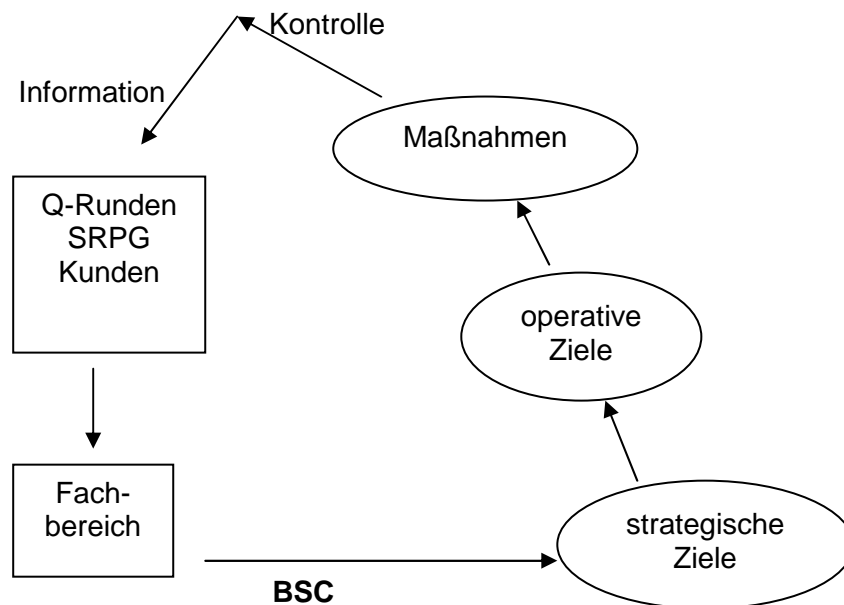 Kontrolle
Information
Maßnahmen
Q-Runden
SRPG
Kunden
operative
Ziele
Fach-
bereich
strategische
Ziele
BSC